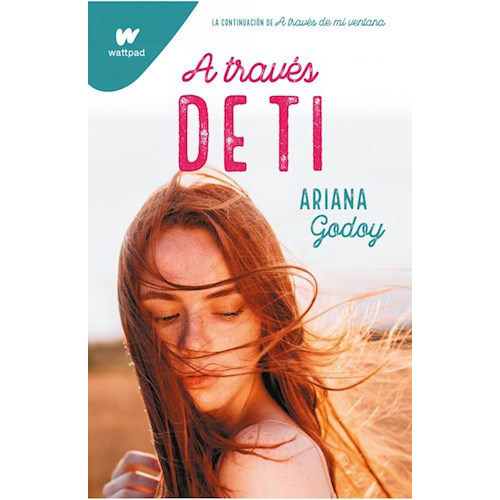 wattpad
LA CONTINUACIÓN DE A través de mi ventana
A través
DE TI
ARIANA
Godoy